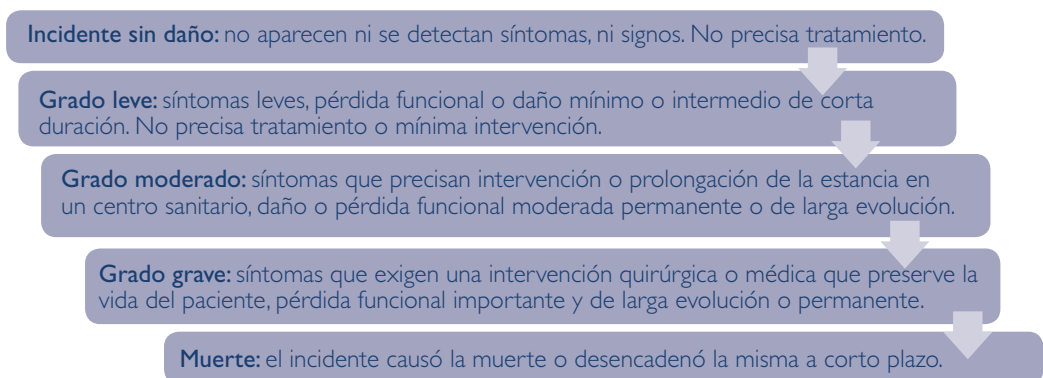 Incidente sin daño: no aparecen ni se detectan síntomas, ni signos. No precisa tratamiento.
Grado leve: síntomas leves, pérdida funcional o daño mínimo o intermedio de corta
duración. No precisa tratamiento o mínima intervención.
Grado moderado: síntomas que precisan intervención o prolongación de la estancia en
un centro sanitario, daño o pérdida funcional moderada permanente o de larga evolución.
Grado grave: síntomas que exigen una intervención quirúrgica o médica que preserve la
vida del paciente, pérdida funcional importante y de larga evolución o permanente.
Muerte: el incidente causó la muerte o desencadenó la misma a corto plazo.